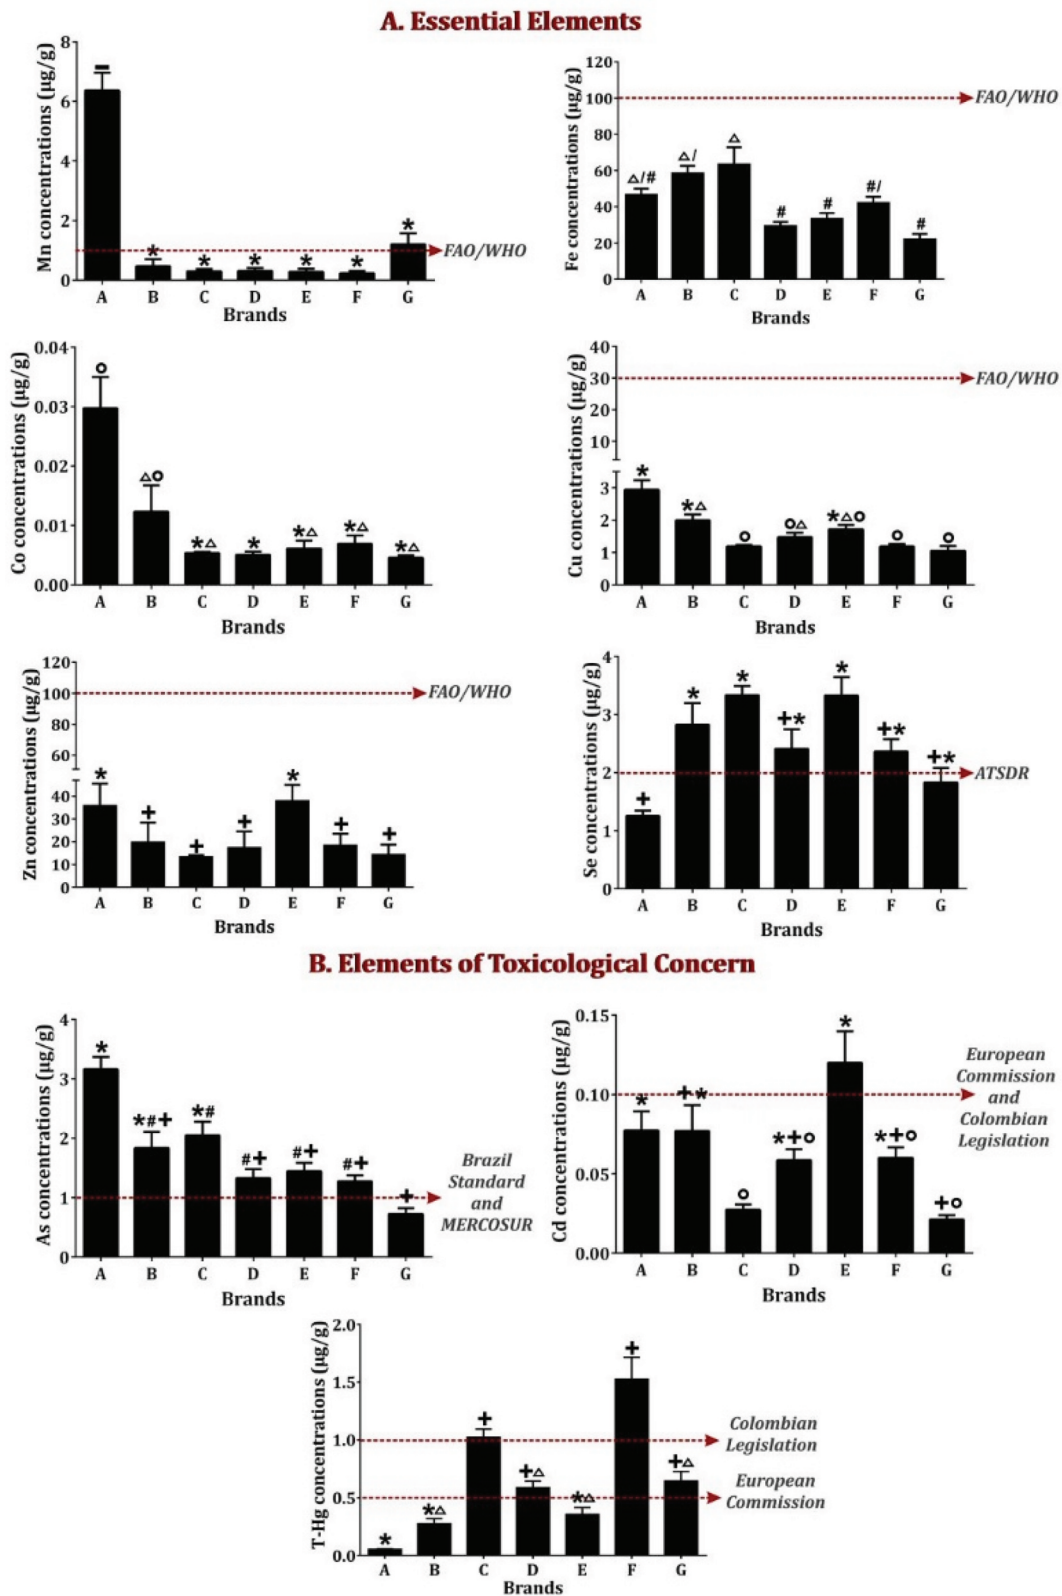 A. Essential Elements
Mn concentrations (µg/g)
8
6
4
2
0
*
*
*
*
*
*
FAO/WHO
A B C D E F G
Brands
Fe concentrations (µg/g)
120
100
80
60
40
20
0
△/#
△/
△
#
#
#/
#
FAO/WHO
A B C D E F G
Brands
Co concentrations (µg/g)
0.04
0.03
0.02
0.01
0.00
o
△o
*△
*
*△
*△
*△
A B C D E F G
Brands
Cu concentrations (µg/g)
40
30
20
10
3
2
1
0
*
*△
o
o△
*△o
o
o
FAO/WHO
A B C D E F G
Brands
Zn concentrations (µg/g)
120
100
80
60
40
30
20
10
0
*
+
+
+
*
+
+
FAO/WHO
A B C D E F G
Brands
Se concentrations (µg/g)
4
3
2
1
0
+
*
*
+*
*
+*
+*
ATSDR
A B C D E F G
Brands
B. Elements of Toxicological Concern
As concentrations (µg/g)
4
3
2
1
0
*
*#+
*#
#+
#+
#+
+
Brazil
Standard
and
MERCOSUR
A B C D E F G
Brands
Cd concentrations (µg/g)
0.15
0.10
0.05
0.00
*
+*
o
*+o
*
*+o
+o
European
Commission
and
Colombian
Legislation
A B C D E F G
Brands
T-Hg concentrations (µg/g)
2.0
1.5
1.0
0.5
0.0
*
*△
+
+△
*△
+
+△
Colombian
Legislation
European
Commission
A B C D E F G
Brands